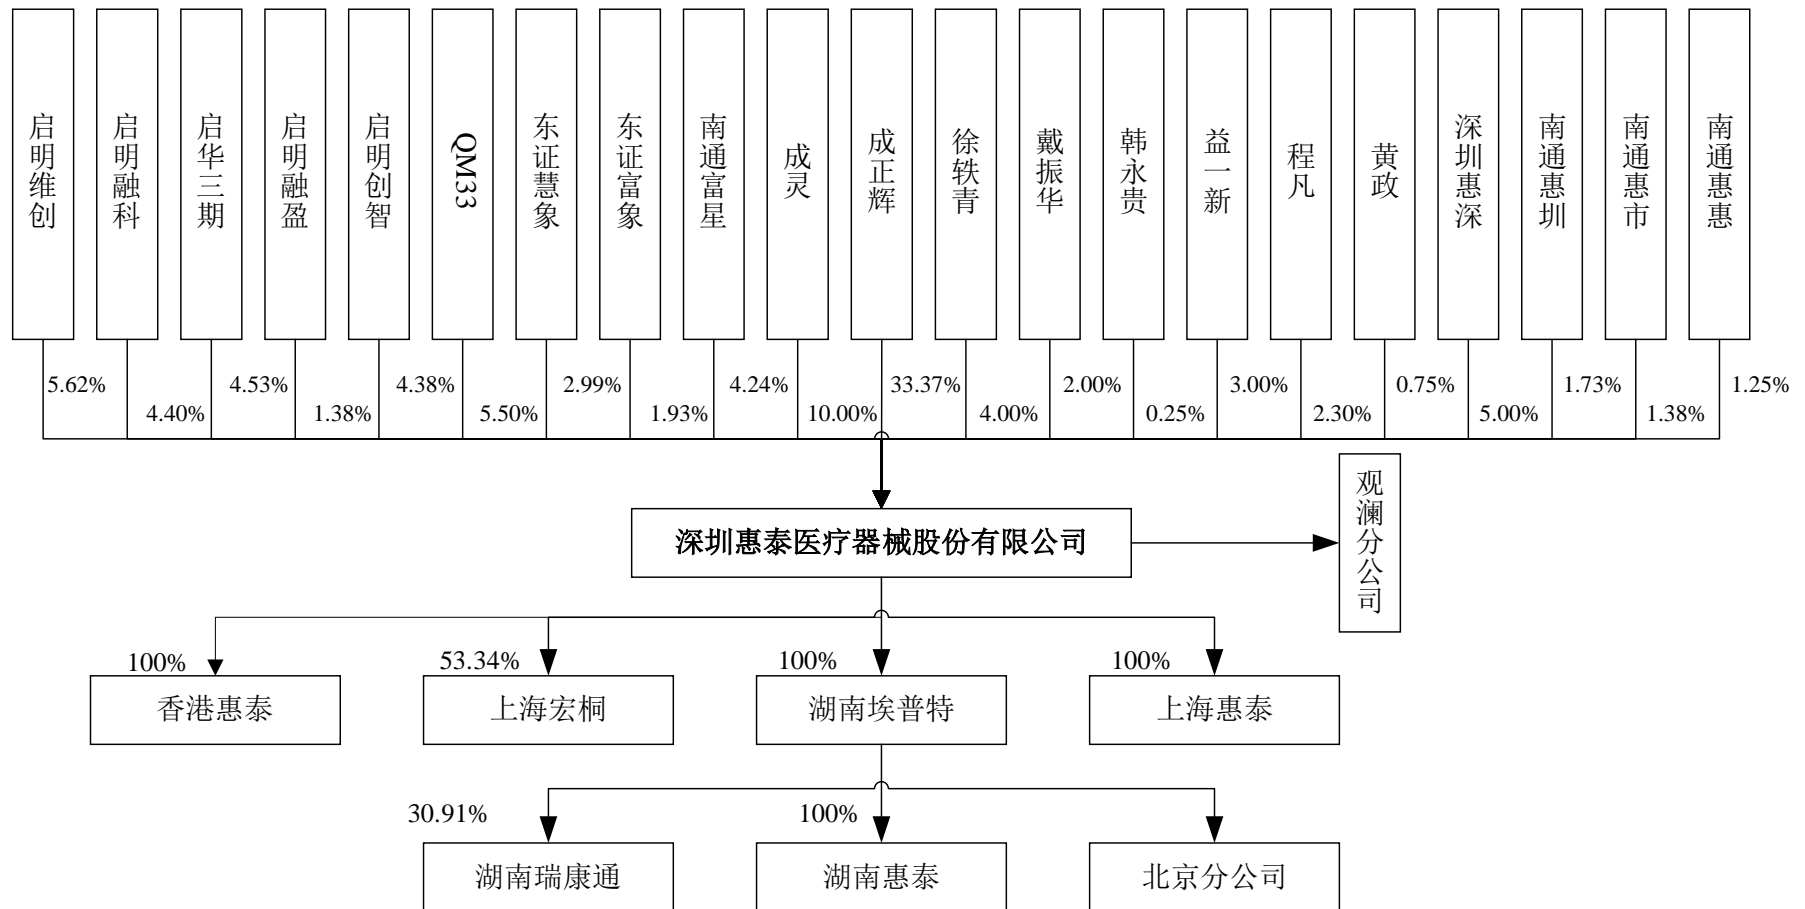 启明维创
启明融科
启华三期
启明融盈
启明创智
QM33
东证慧象
东证富象
南通富星
成灵
成正辉
徐轶青
戴振华
韩永贵
益一新
程凡
黄政
深圳惠深
南通惠圳
南通惠市
南通惠惠
5.62%
4.40%
4.53%
1.38%
4.38%
5.50%
2.99%
1.93%
4.24%
10.00%
33.37%
4.00%
2.00%
0.25%
3.00%
2.30%
0.75%
5.00%
1.73%
1.38%
1.25%
深圳惠泰医疗器械股份有限公司
观澜分公司
100%
53.34%
100%
100%
香港惠泰
上海宏桐
湖南埃普特
上海惠泰
30.91%
100%
湖南瑞康通
湖南惠泰
北京分公司